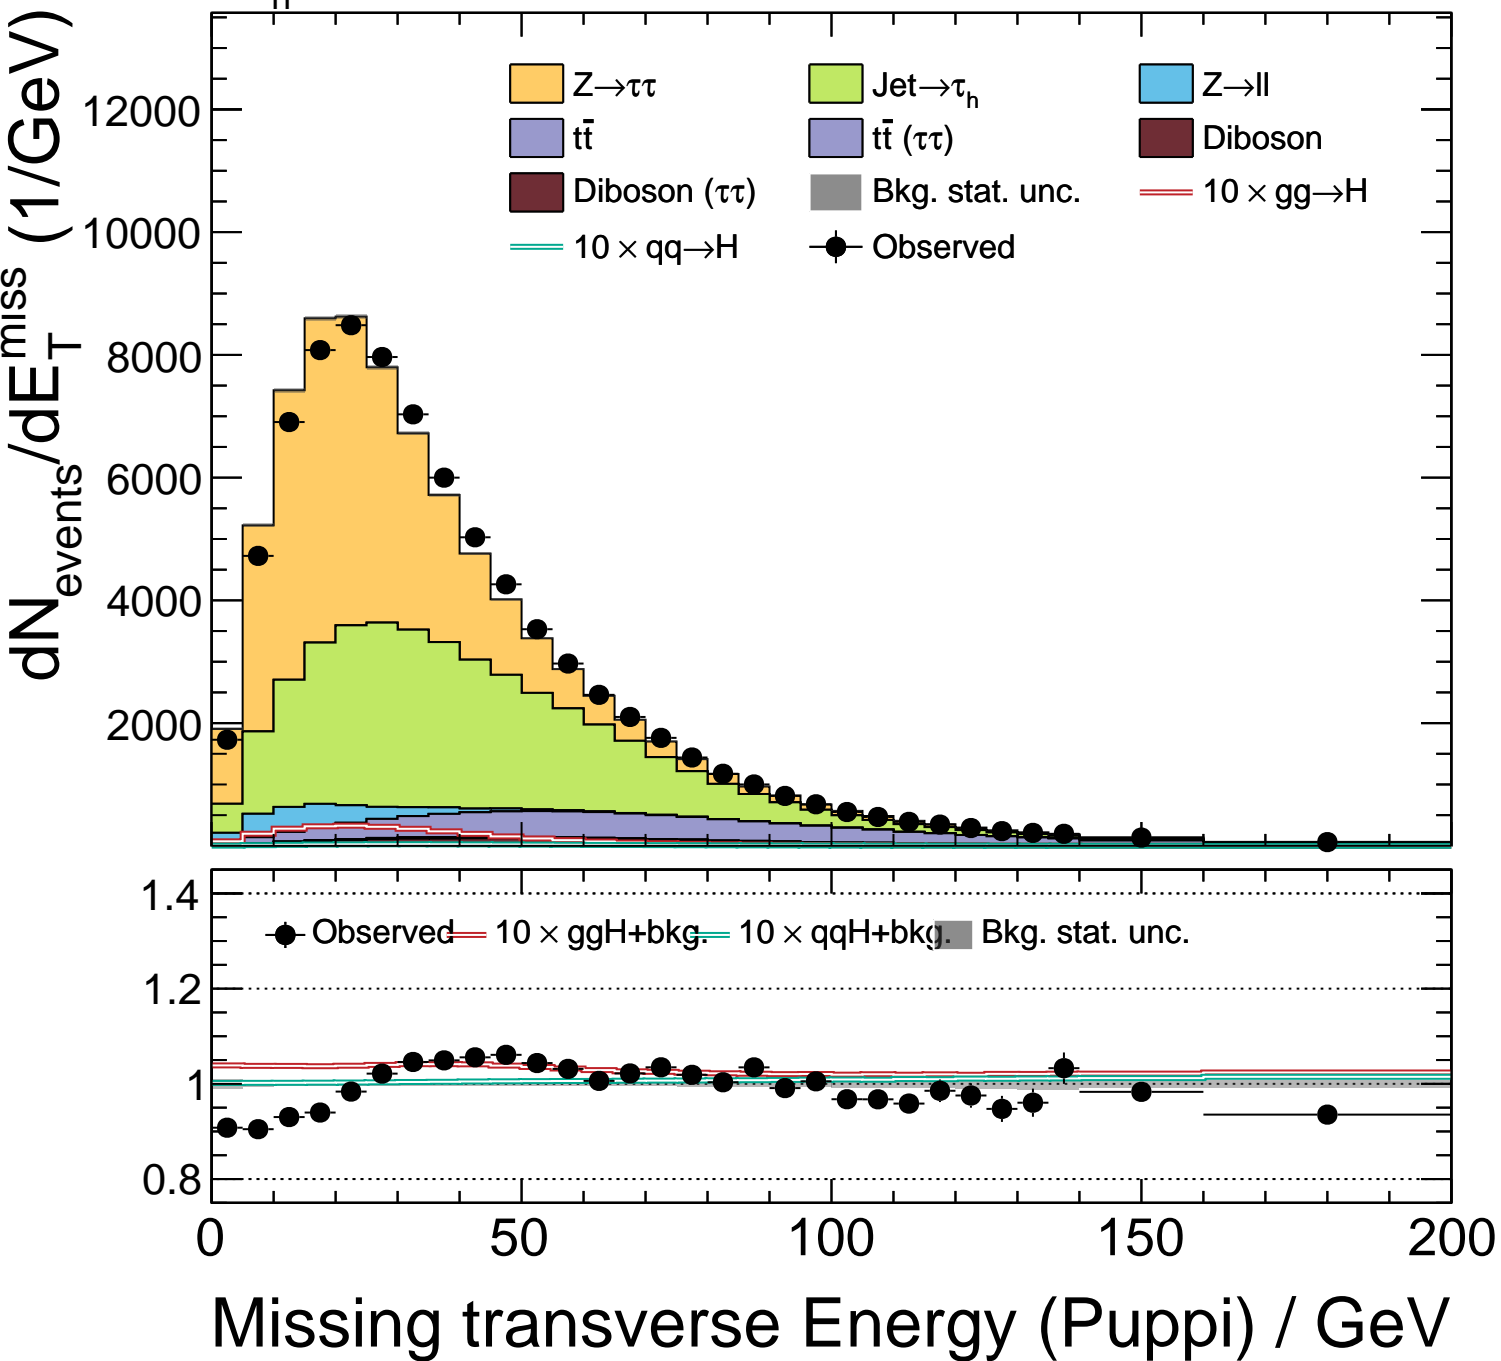 dN_events/dE_T^miss (1/GeV)
12000
10000
8000
6000
4000
2000
Z→ττ Jet→τ_h Z→ll
tt̄ tt̄ (ττ) Diboson
Diboson (ττ) Bkg. stat. unc. 10 × gg→H
10 × qq→H Observed
1.4
1.2
1
0.8
Observed 10 × ggH+bkg. 10 × qqH+bkg. Bkg. stat. unc.
0 50 100 150 200
Missing transverse Energy (Puppi) / GeV